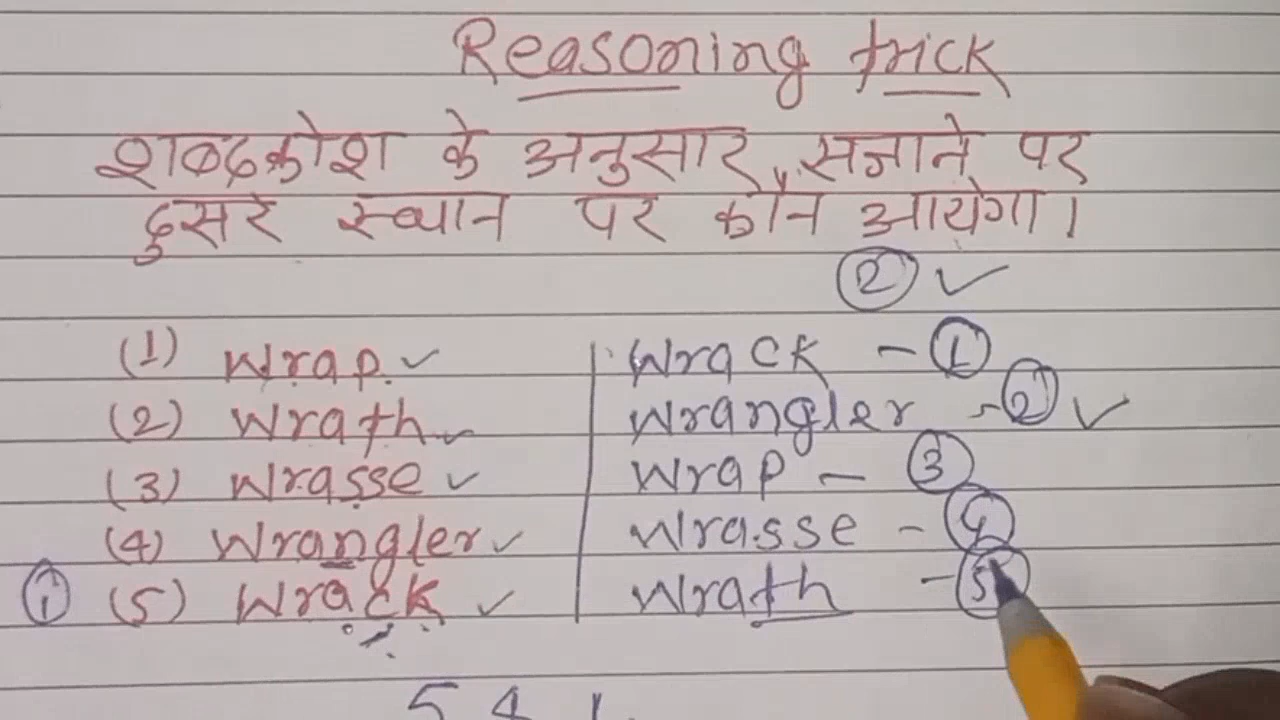 Reasoning trick
शब्दकोश के अनुसार सजाने पर
दुसरे स्थान पर कौन आयेगा।
2 ✓
(1) Wrap ✓
(2) Wrath ✓
(3) Wrasse ✓
(4) Wrangler ✓
1 (5) Wrack ✓
Wrack - 1
Wrangler - 2 ✓
Wrap - 3
Wrasse - 4
Wrath - 5
5 4 1